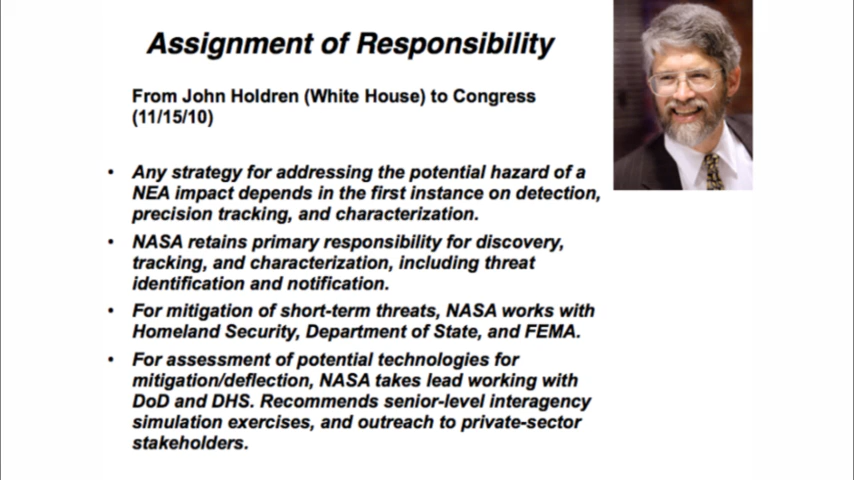 Assignment of Responsibility
From John Holdren (White House) to Congress
(11/15/10)
• Any strategy for addressing the potential hazard of a
NEA impact depends in the first instance on detection,
precision tracking, and characterization.
• NASA retains primary responsibility for discovery,
tracking, and characterization, including threat
identification and notification.
• For mitigation of short-term threats, NASA works with
Homeland Security, Department of State, and FEMA.
• For assessment of potential technologies for
mitigation/deflection, NASA takes lead working with
DoD and DHS. Recommends senior-level interagency
simulation exercises, and outreach to private-sector
stakeholders.